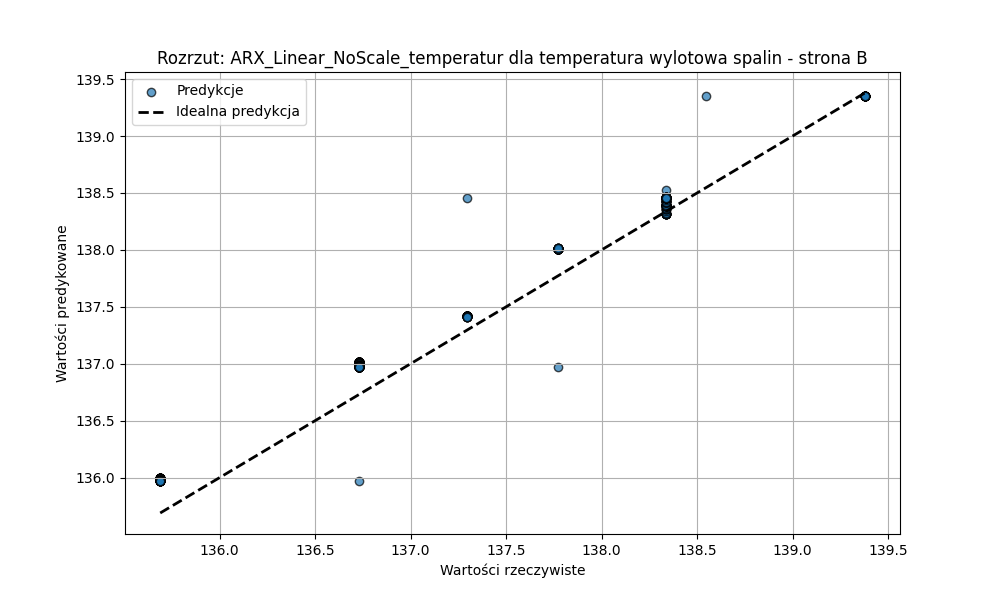 Rozrzut: ARX_Linear_NoScale_temperatur dla temperatura wylotowa spalin - strona B
Predykcje
Idealna predykcja
Wartości predykowane
139.5
139.0
138.5
138.0
137.5
137.0
136.5
136.0
136.0 136.5 137.0 137.5 138.0 138.5 139.0 139.5
Wartości rzeczywiste